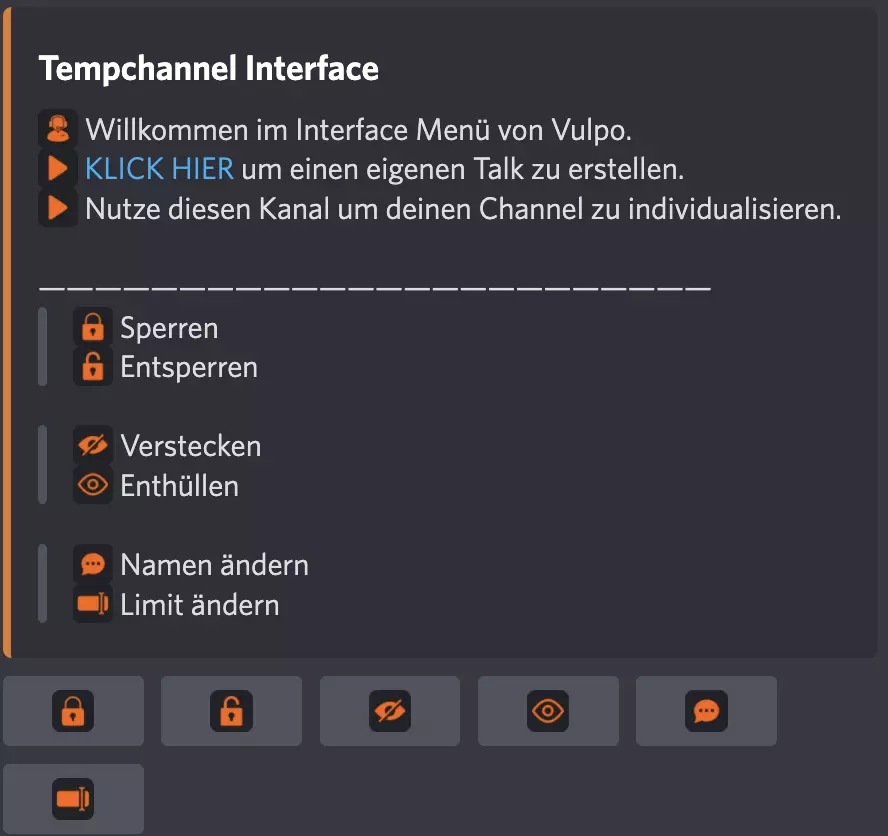 Tempchannel Interface
Willkommen im Interface Menü von Vulpo.
KLICK HIER um einen eigenen Talk zu erstellen.
Nutze diesen Kanal um deinen Channel zu individualisieren.
————————————————————————
Sperren
Entsperren
Verstecken
Enthüllen
Namen ändern
Limit ändern